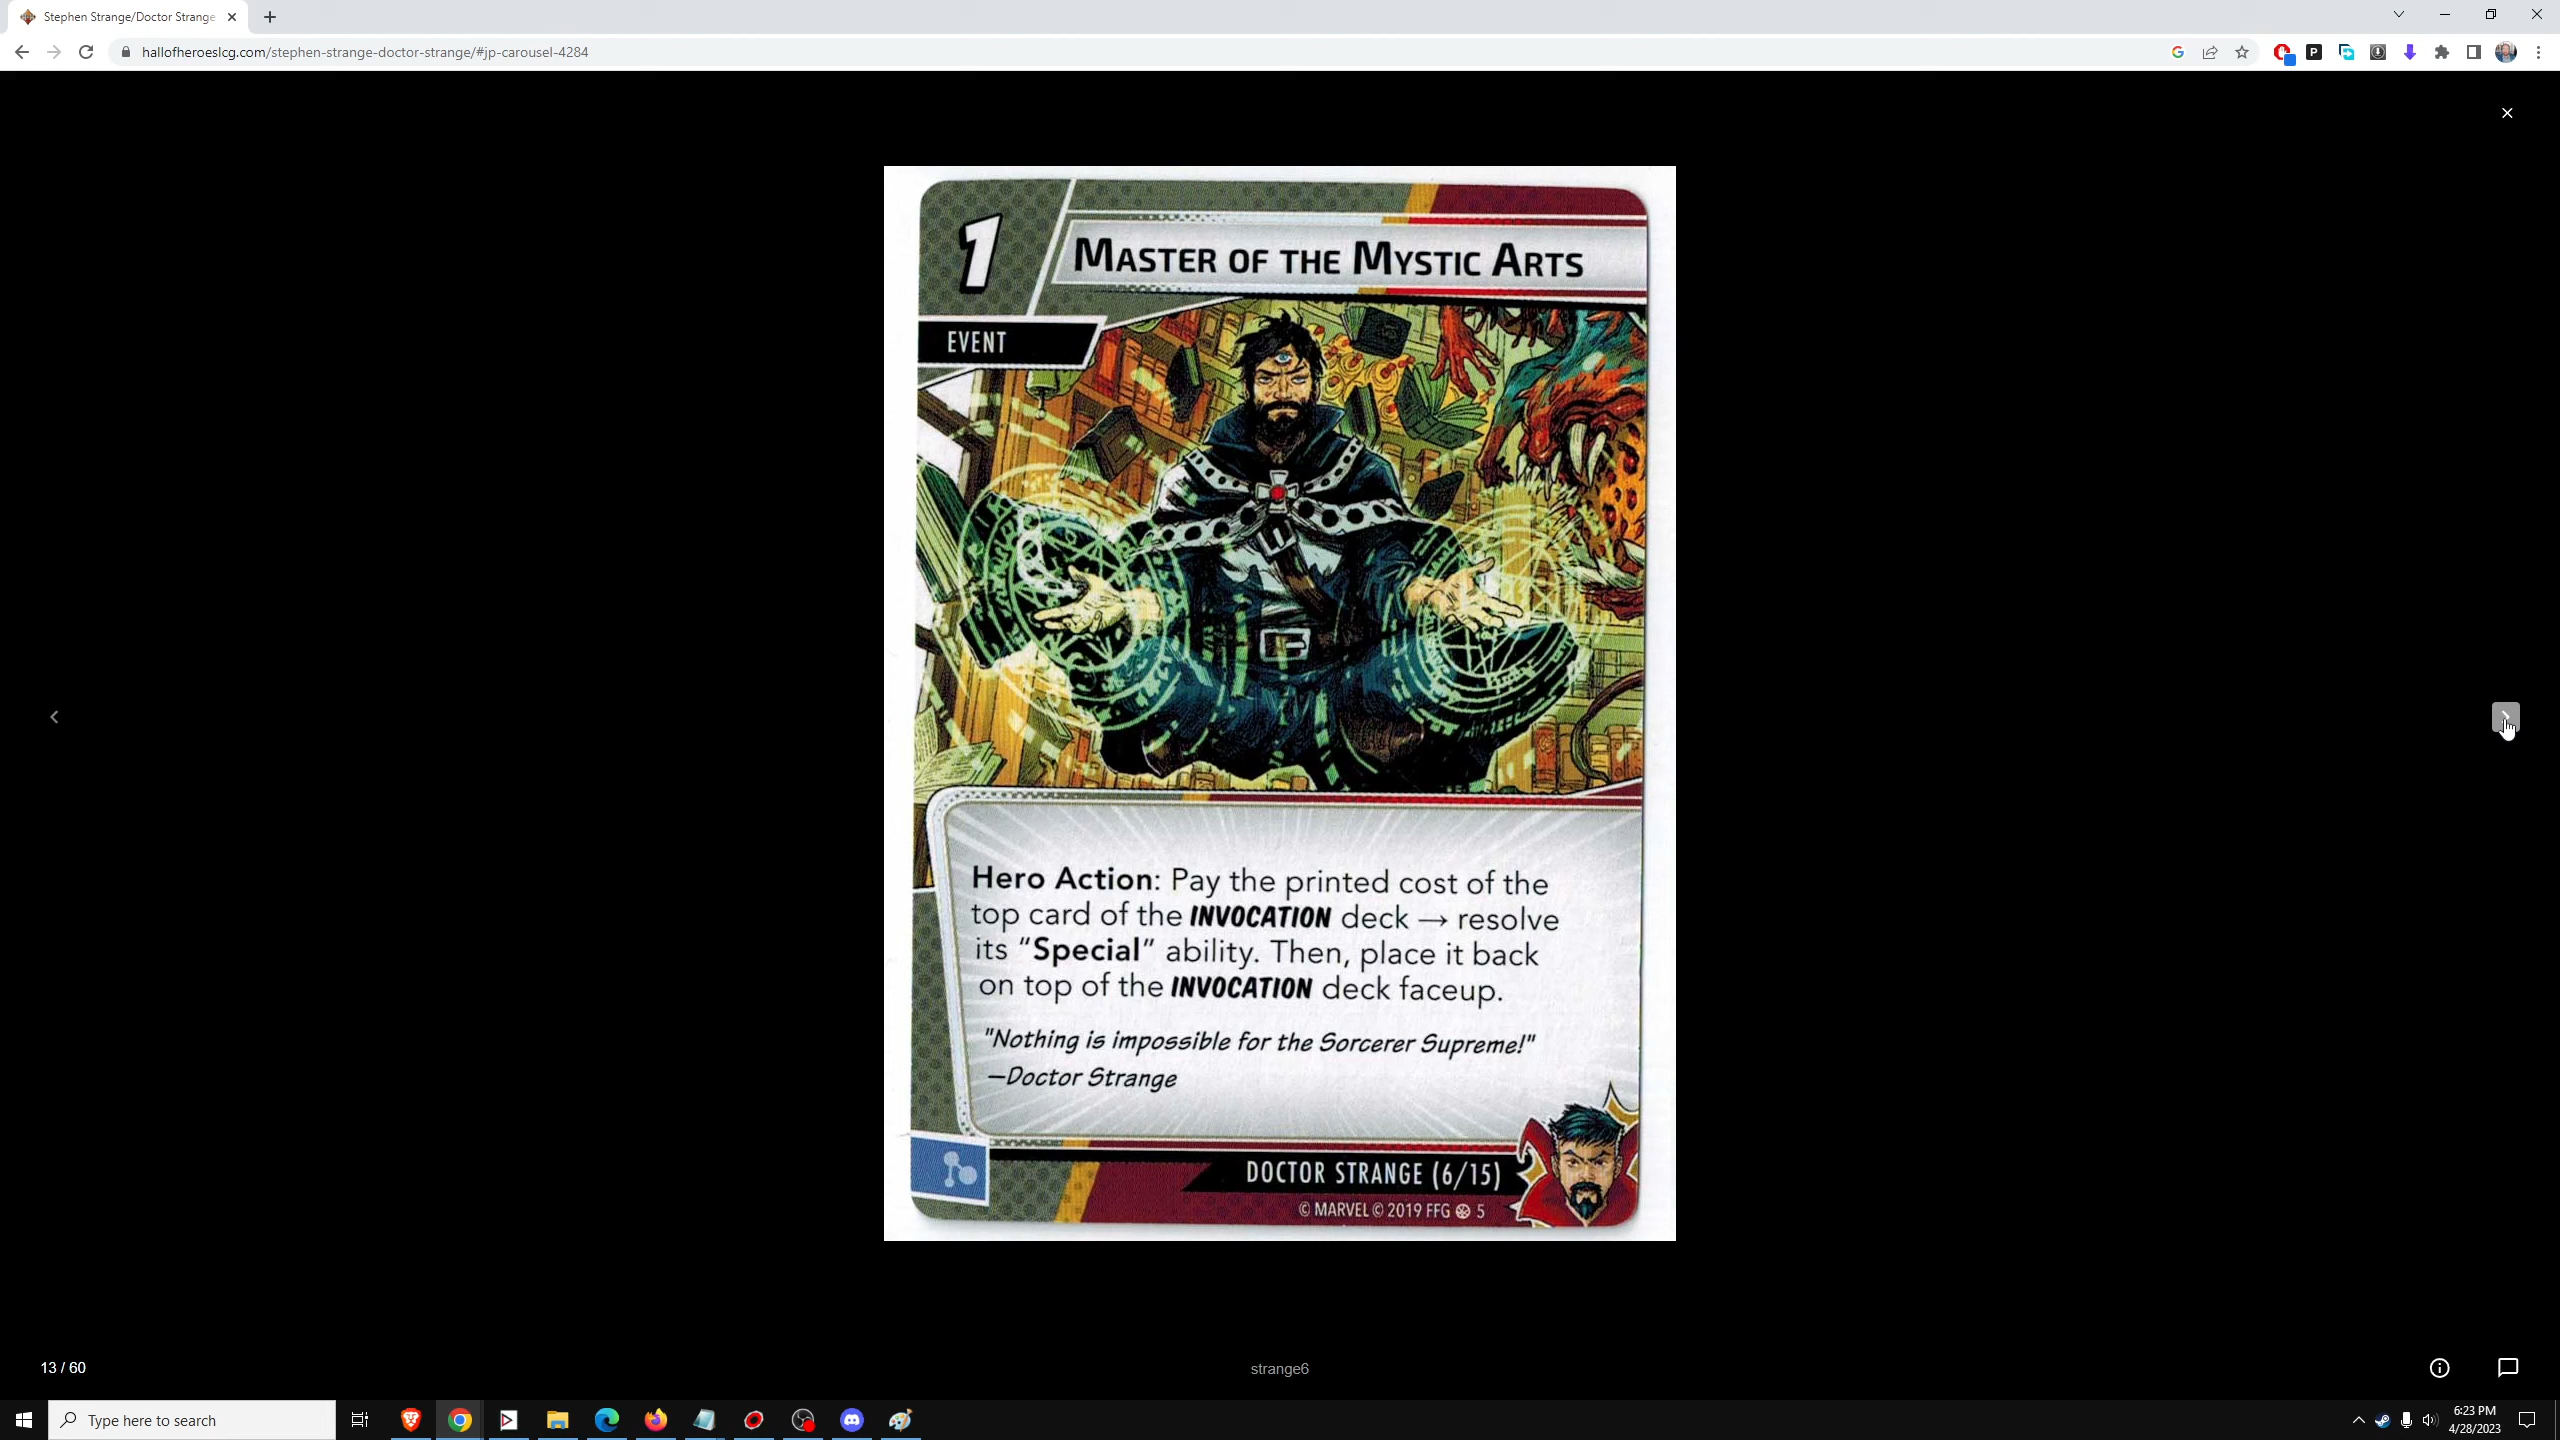 Stephen Strange/Doctor Strange
hallofheroeslcg.com/stephen-strange-doctor-strange/#jp-carousel-4284
1
MASTER OF THE MYSTIC ARTS
EVENT
Hero Action: Pay the printed cost of the
top card of the INVOCATION deck → resolve
its “Special” ability. Then, place it back
on top of the INVOCATION deck faceup.
"Nothing is impossible for the Sorcerer Supreme!"
—Doctor Strange
DOCTOR STRANGE (6/15)
© MARVEL © 2019 FFG 5
13 / 60
strange6
Type here to search
6:23 PM
4/28/2023